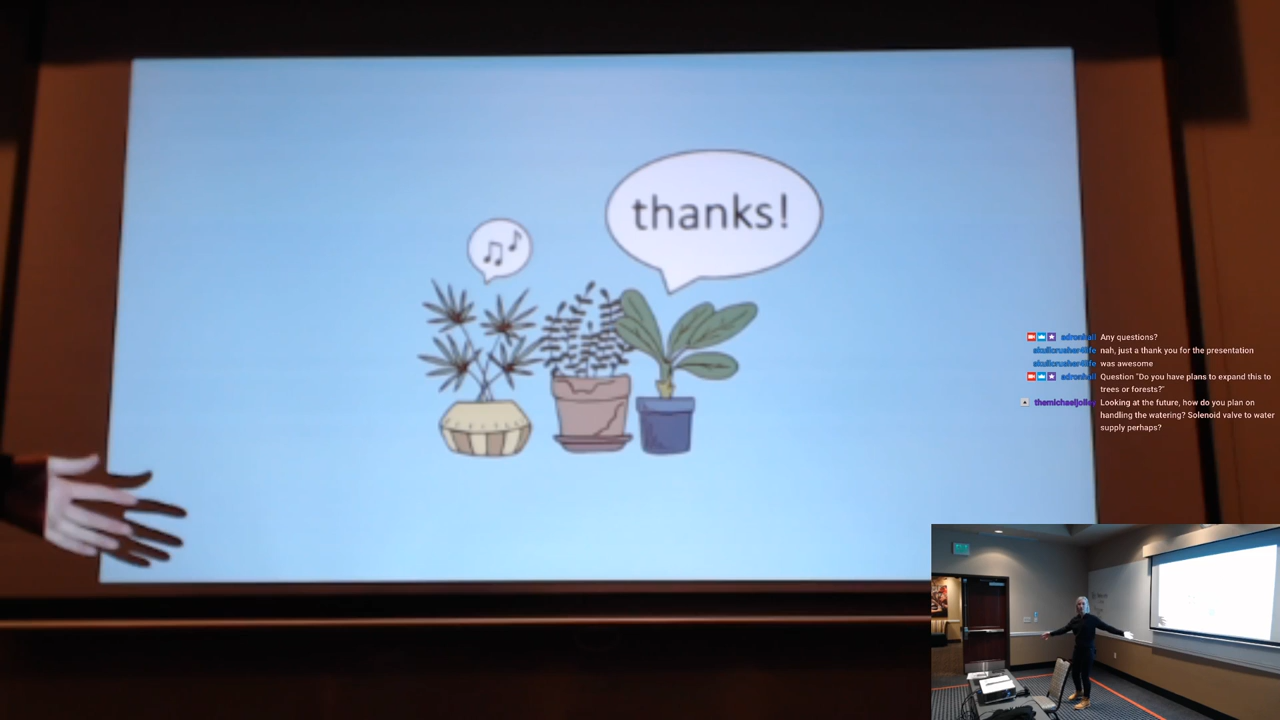 thanks!
Any questions?
nah, just a thank you for the presentation
was awesome
Question "Do you have plans to expand this to
trees or forests?"
themichaeljolley Looking at the future, how do you plan on
handling the watering? Solenoid valve to water
supply perhaps?